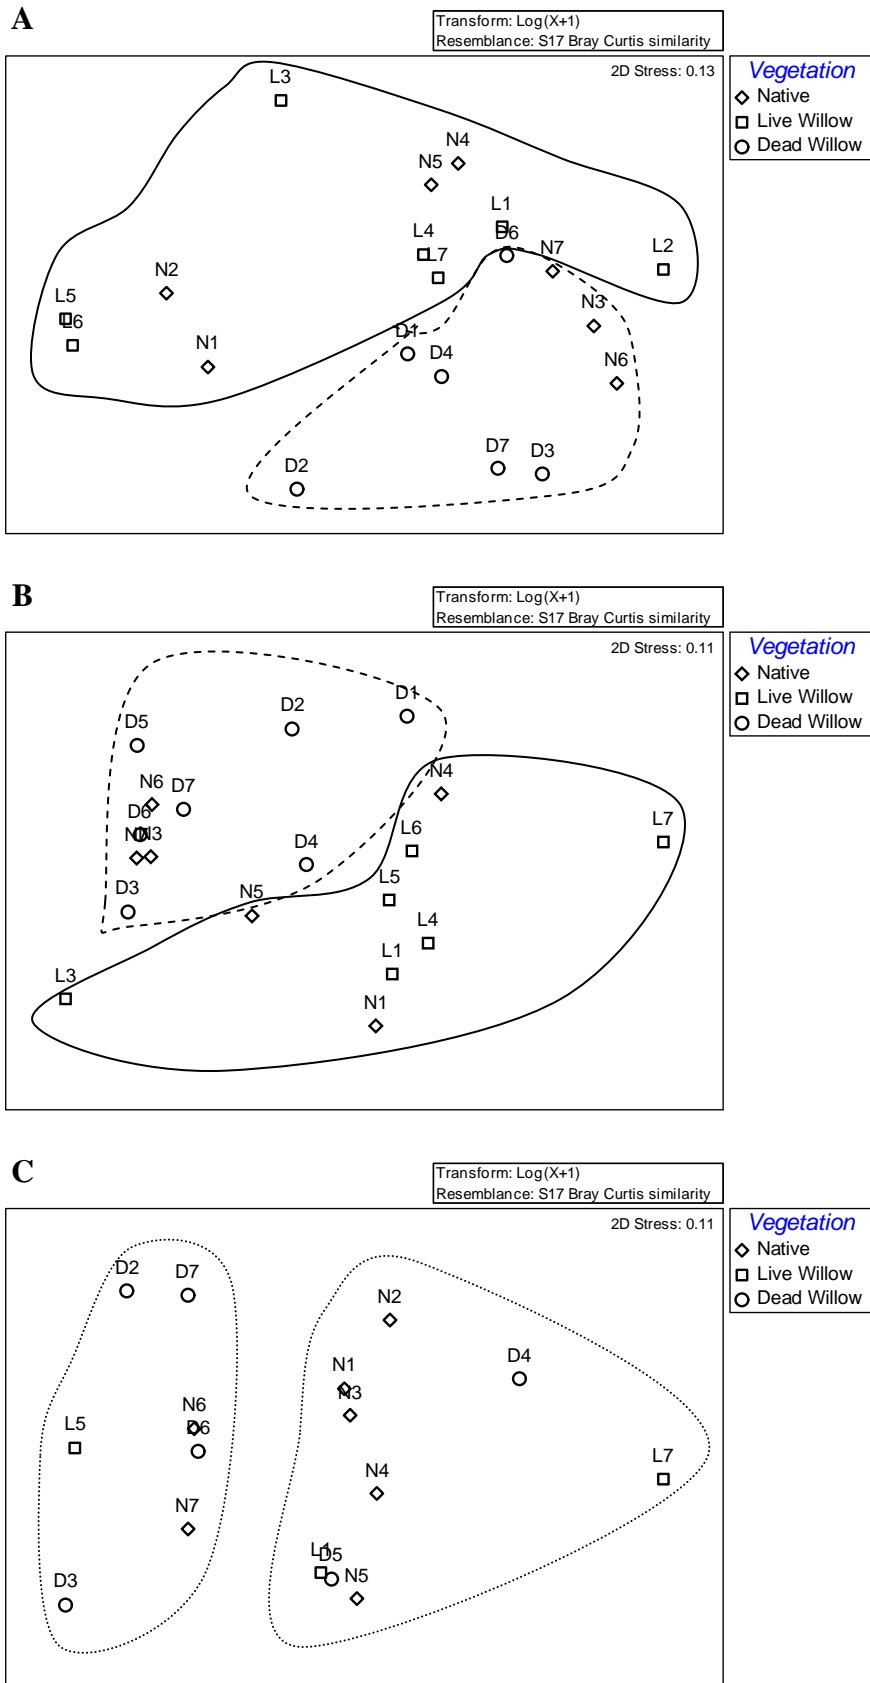 A
Transform: Log(X+1)
Resemblance: S17 Bray Curtis similarity
2D Stress: 0.13
Vegetation
Native
Live Willow
Dead Willow
L3
N4
N5
L1
L4
D6
N7
L2
L7
N2
N3
L5
L6
D1
N1
D4
N6
D2
D7
D3
B
Transform: Log(X+1)
Resemblance: S17 Bray Curtis similarity
2D Stress: 0.11
Vegetation
Native
Live Willow
Dead Willow
D1
D2
D5
N4
N6
D7
D6
N3
L6
L7
D4
L5
D3
N5
L4
L1
L3
N1
C
Transform: Log(X+1)
Resemblance: S17 Bray Curtis similarity
2D Stress: 0.11
Vegetation
Native
Live Willow
Dead Willow
D2
D7
N2
D4
N1
N3
N6
D6
L5
L7
N4
N7
L1
D5
N5
D3